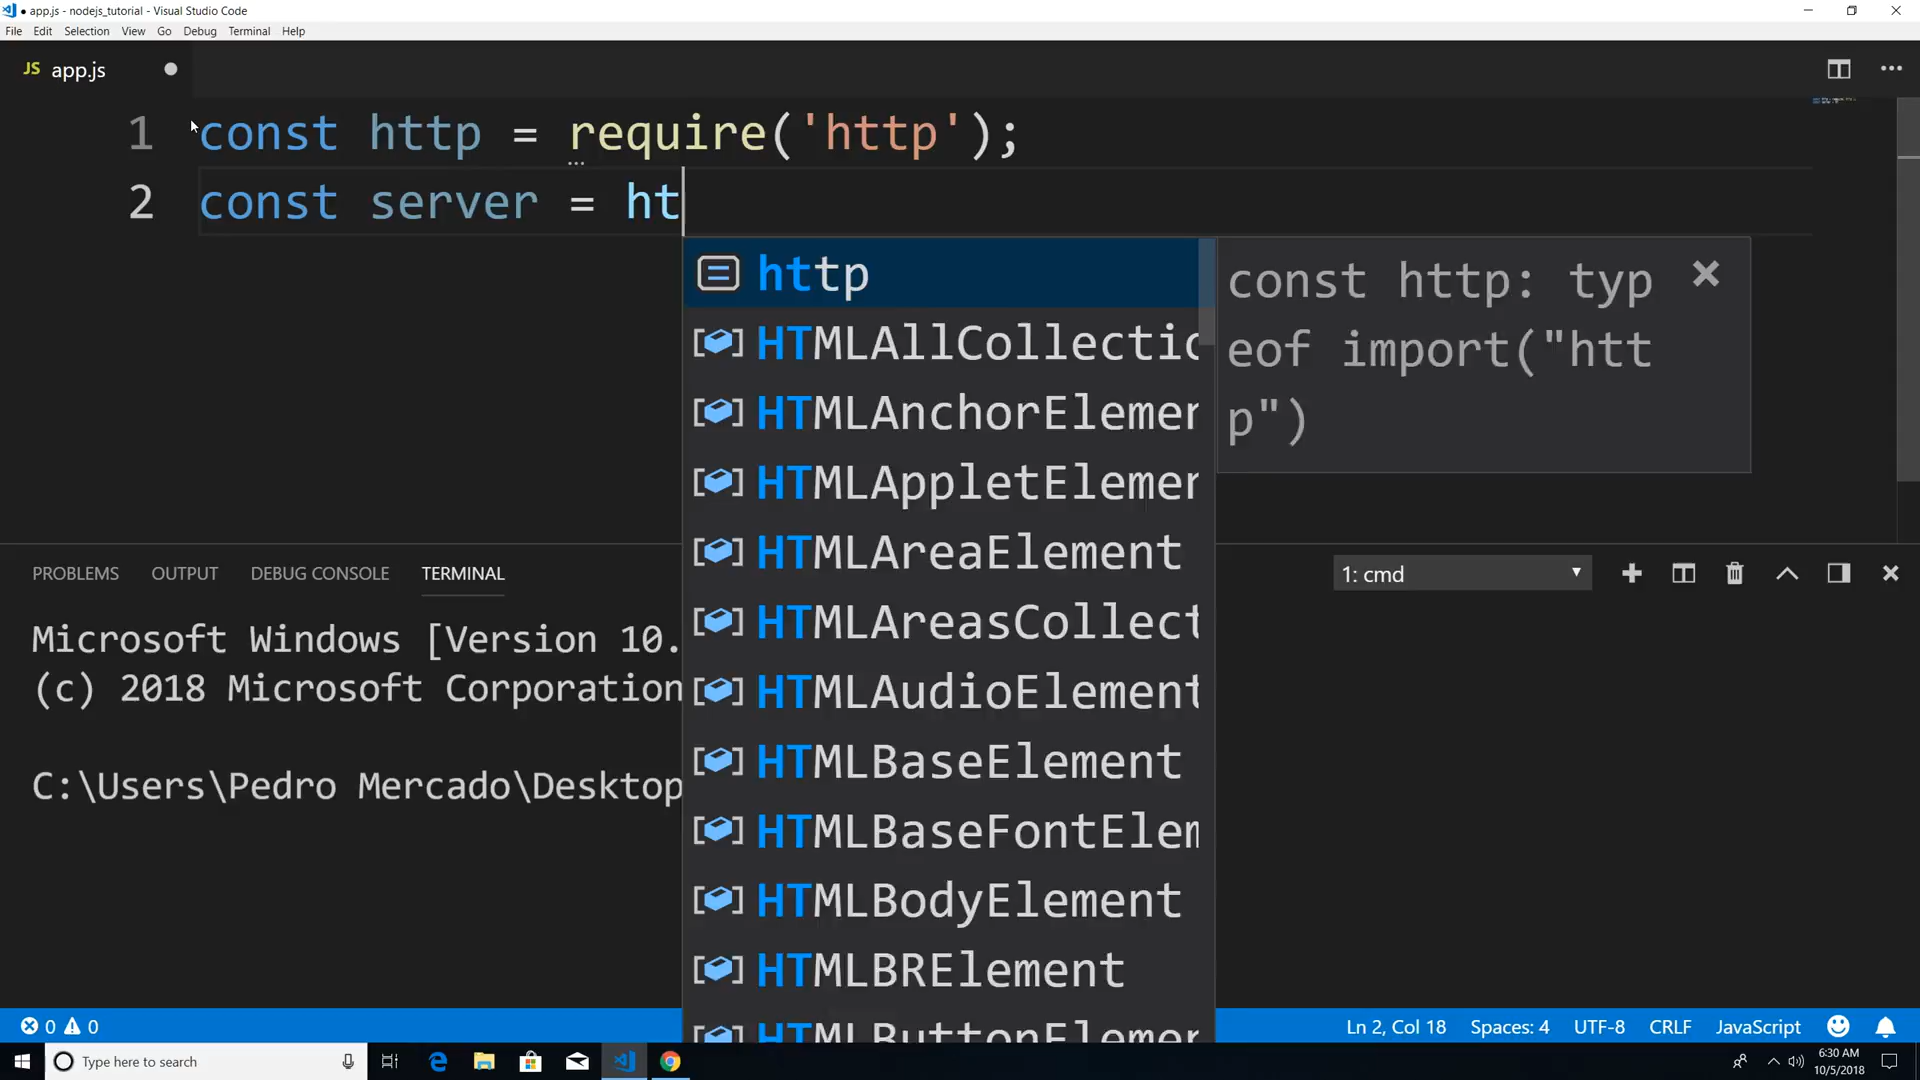 ● app.js - nodejs_tutorial - Visual Studio Code
File Edit Selection View Go Debug Terminal Help
JS app.js ●
1 const http = require('http');
2 const server = ht
http
HTMLAllCollectio
HTMLAnchorElemen
HTMLAppletElemen
HTMLAreaElement
HTMLAreasCollect
HTMLAudioElement
HTMLBaseElement
HTMLBaseFontElem
HTMLBodyElement
HTMLBRElement
HTMLButtonElemen
const http: typ
eof import("htt
p")
PROBLEMS OUTPUT DEBUG CONSOLE TERMINAL 1: cmd
Microsoft Windows [Version 10.
(c) 2018 Microsoft Corporation
C:\Users\Pedro Mercado\Desktop
0 0 Ln 2, Col 18 Spaces: 4 UTF-8 CRLF JavaScript
Type here to search
6:30 AM
10/5/2018